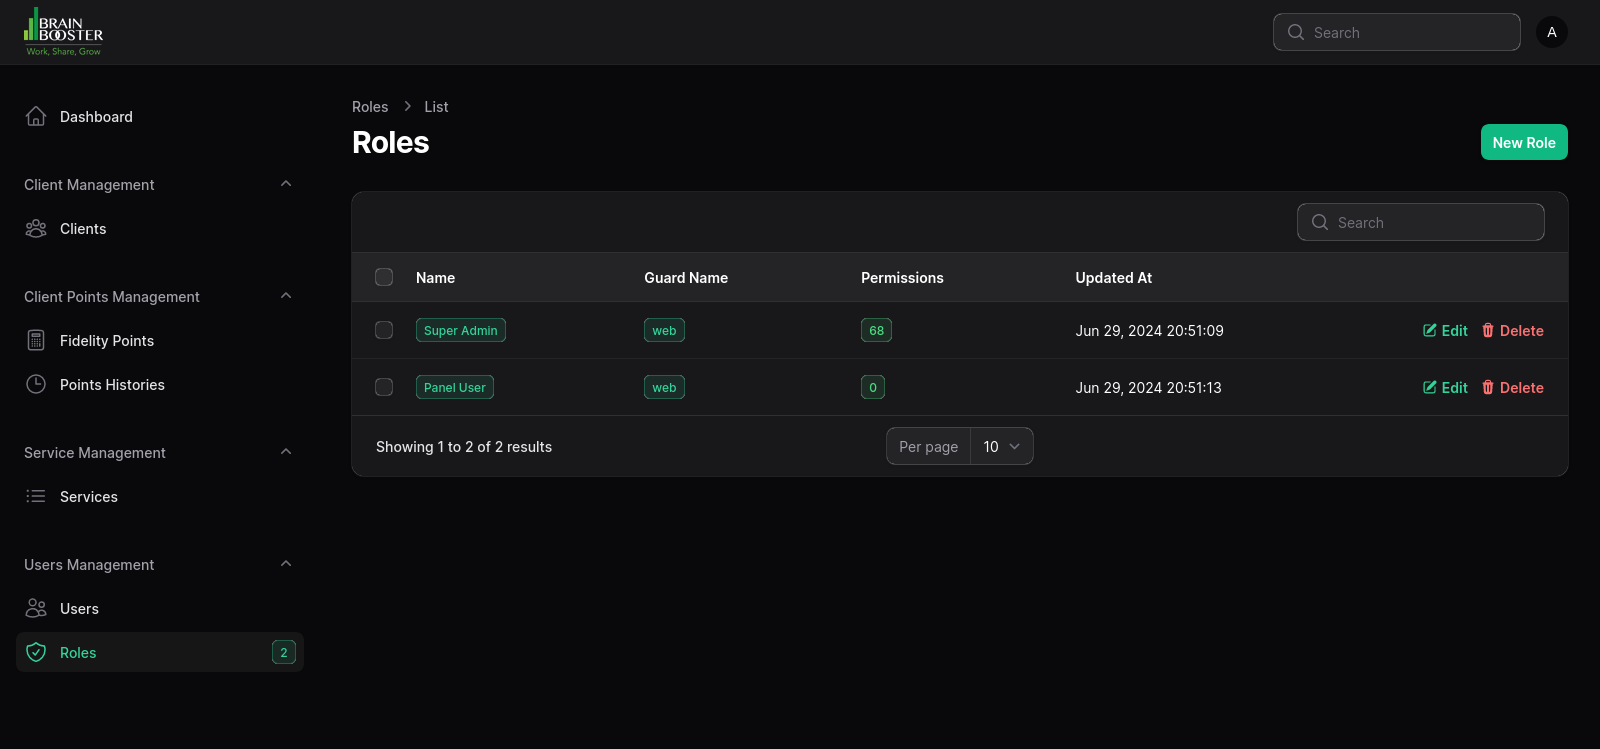 BRAIN
BOOSTER
Work, Share, Grow
Search
A
Dashboard
Client Management
Clients
Client Points Management
Fidelity Points
Points Histories
Service Management
Services
Users Management
Users
Roles 2
Roles > List
Roles
New Role
Search
Name Guard Name Permissions Updated At
Super Admin web 68 Jun 29, 2024 20:51:09 Edit Delete
Panel User web 0 Jun 29, 2024 20:51:13 Edit Delete
Showing 1 to 2 of 2 results Per page 10